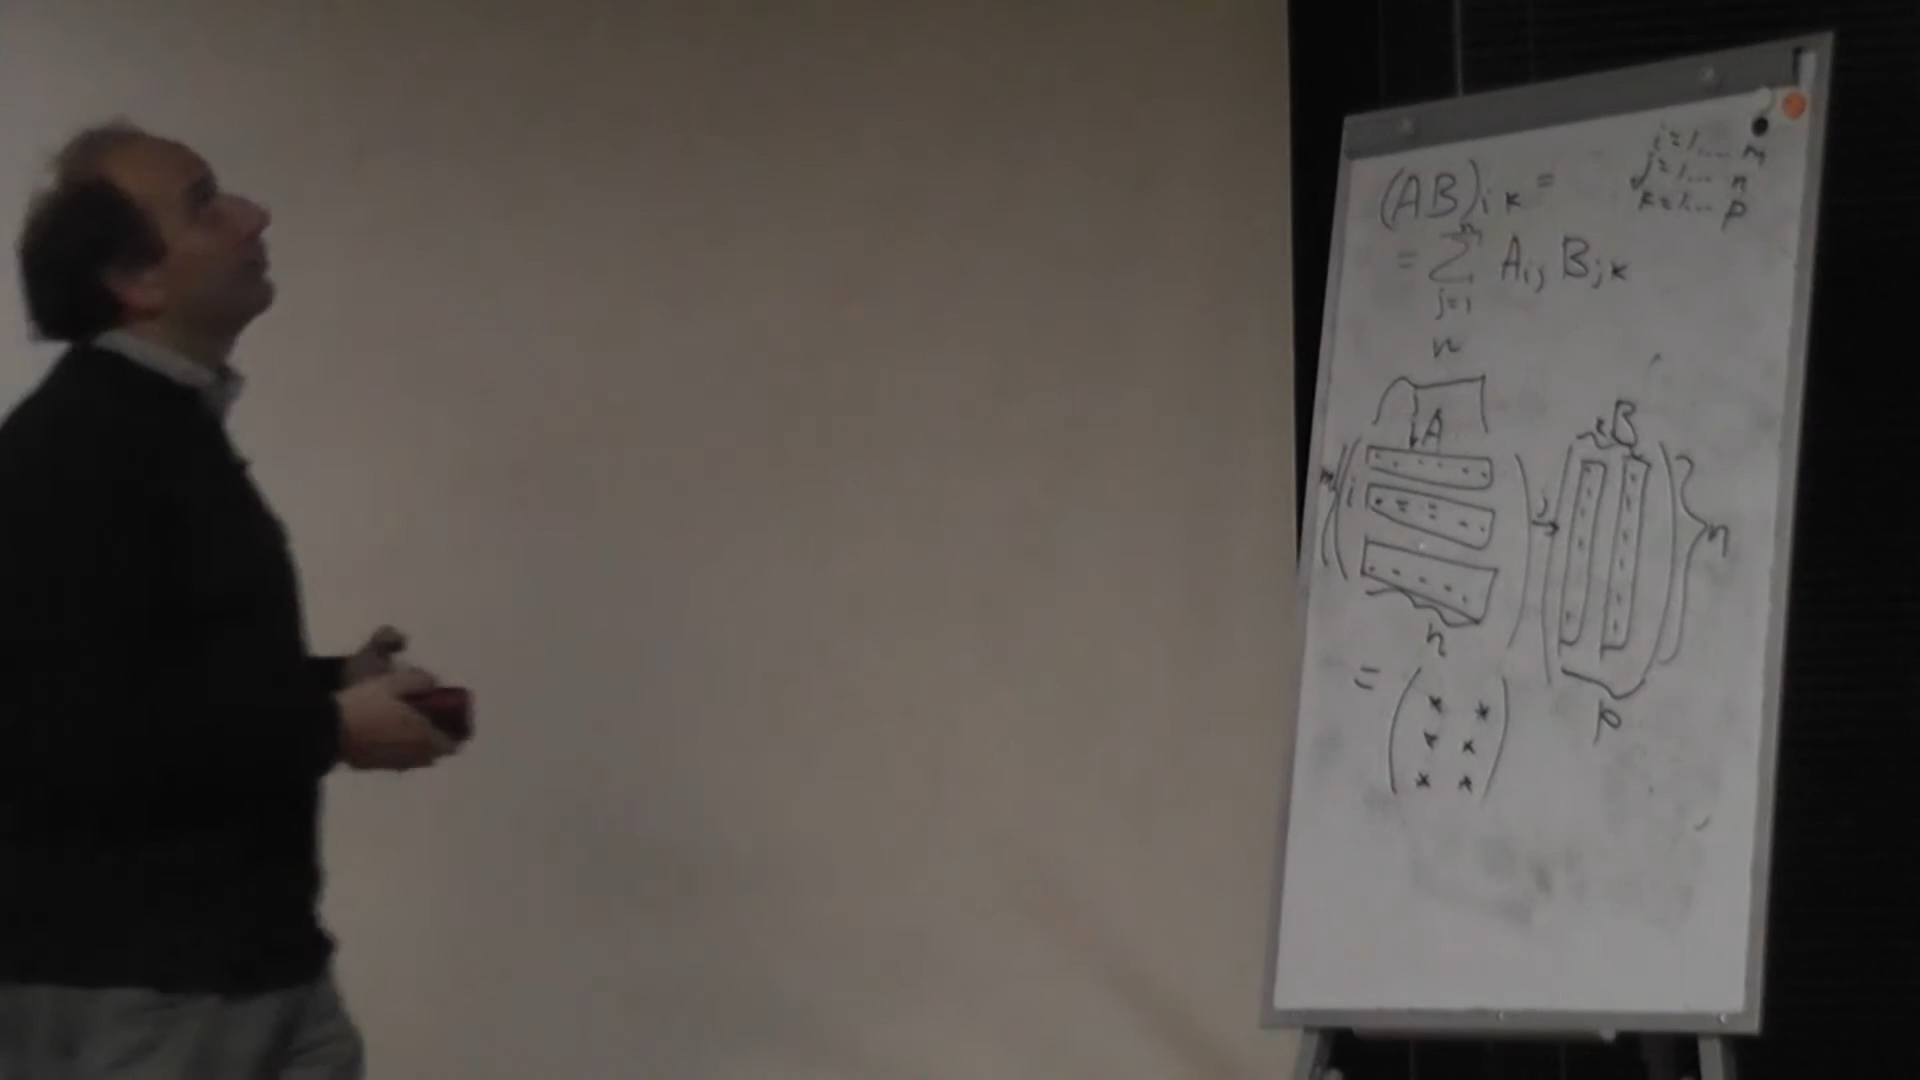 (AB)ik =
i=1.... m
j=1... n
k=1... p
= n∑j=1 Aij Bjk
n
A
B
m
i
j
n
n
p
= ( * *
* *
* * )